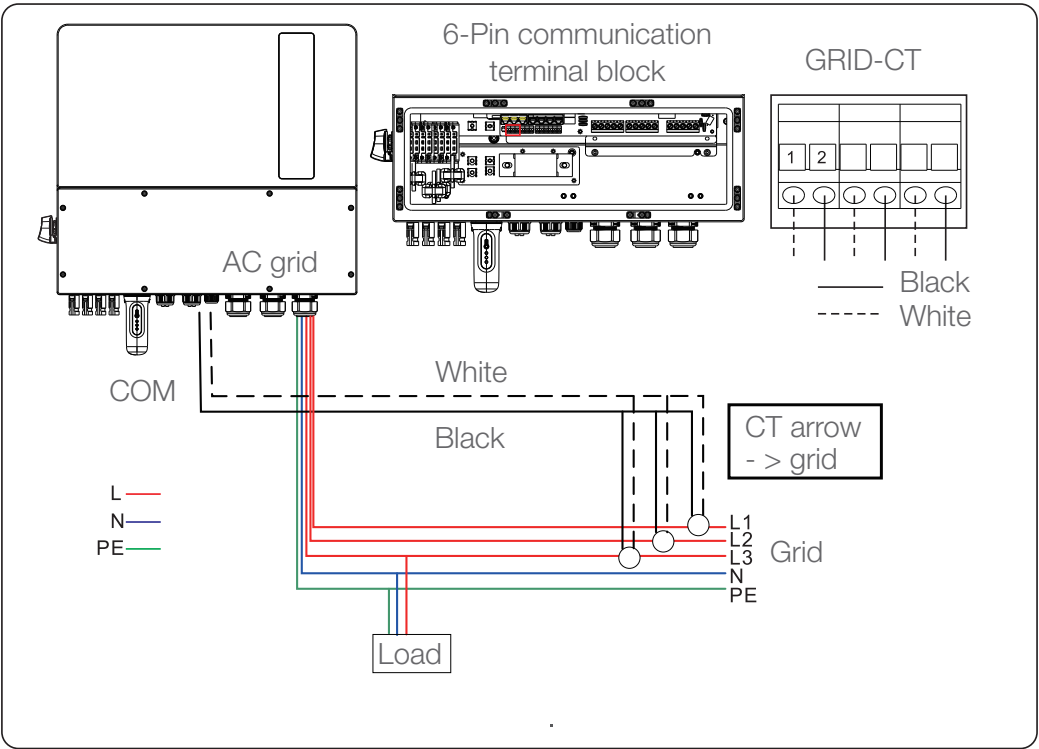 6-Pin communication
terminal block
GRID-CT
1 2
AC grid
Black
White
COM
White
Black
CT arrow
- > grid
L
N
PE
L1
L2
L3
N
PE
Grid
Load